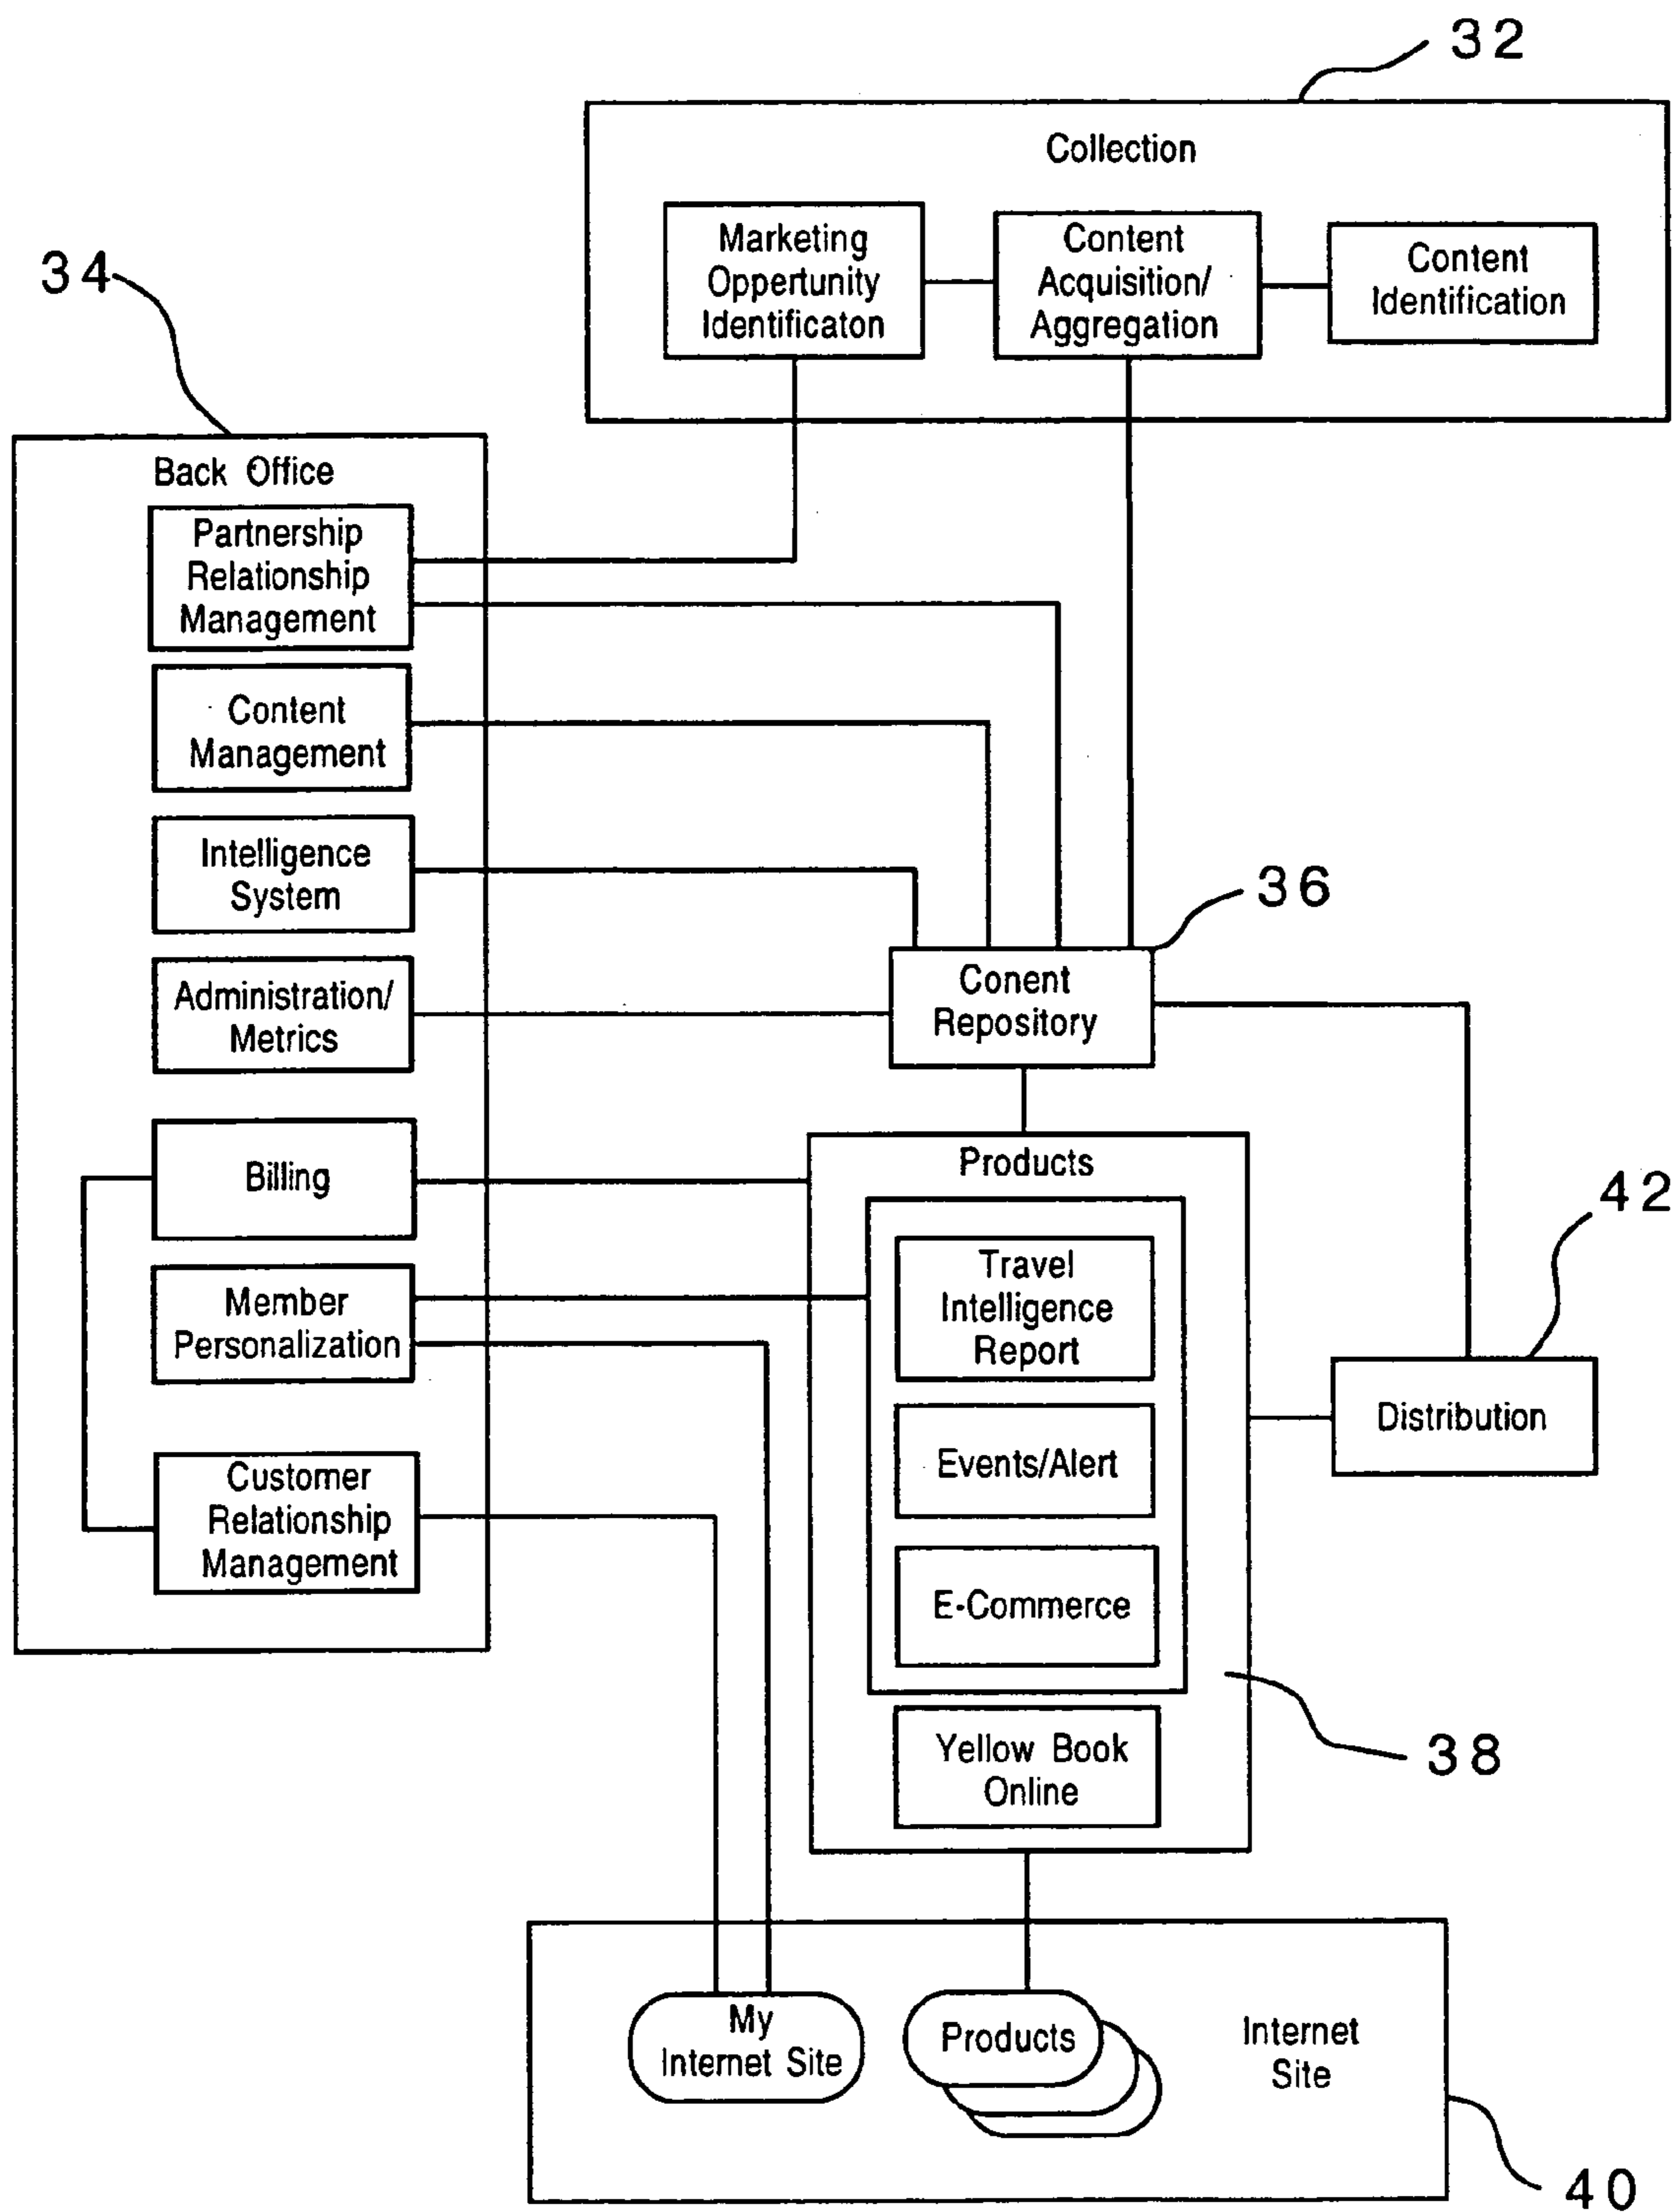 32
Collection
Marketing
Oppertunity
Identificaton
Content
Acquisition/
Aggregation
Content
Identification
34
Back Office
Partnership
Relationship
Management
Content
Management
Intelligence
System
Administration/
Metrics
Billing
Member
Personalization
Customer
Relationship
Management
36
Conent
Repository
Products
Travel
Intelligence
Report
Events/Alert
E-Commerce
Yellow Book
Online
38
42
Distribution
My
Internet Site
Products
Internet
Site
40